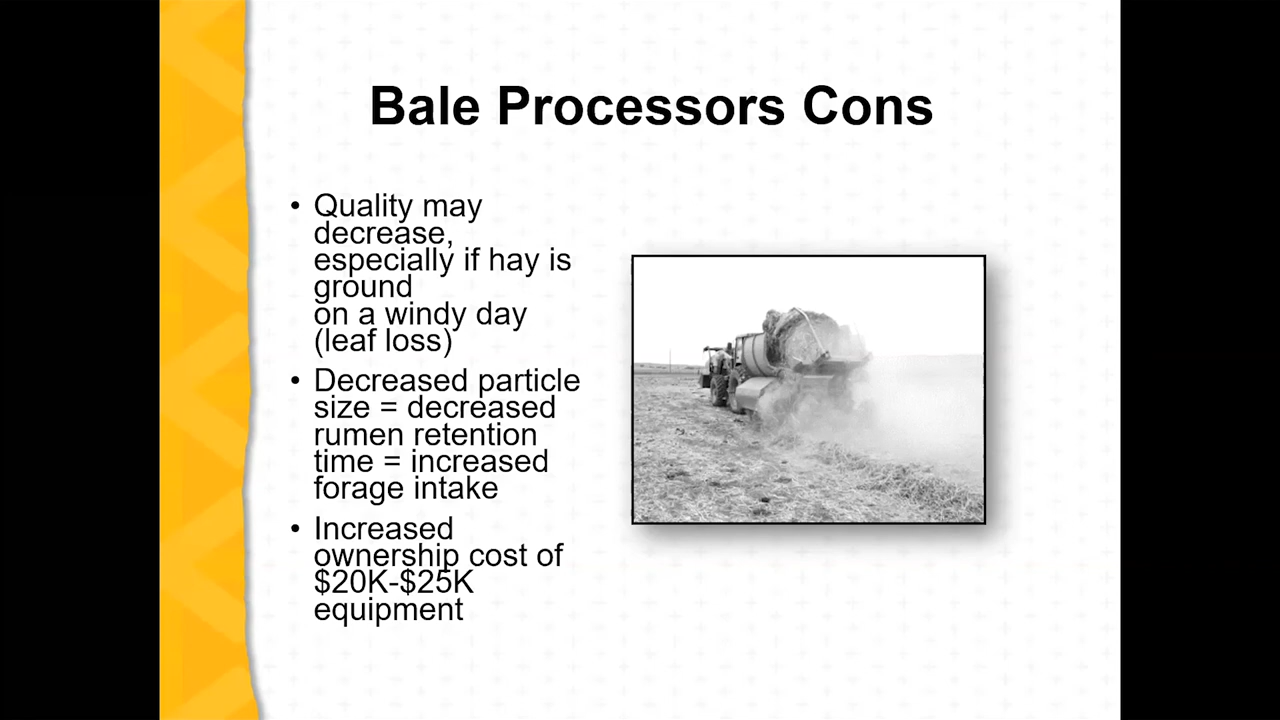 Bale Processors Cons
• Quality may
decrease,
especially if hay is
ground
on a windy day
(leaf loss)
• Decreased particle
size = decreased
rumen retention
time = increased
forage intake
• Increased
ownership cost of
$20K-$25K
equipment